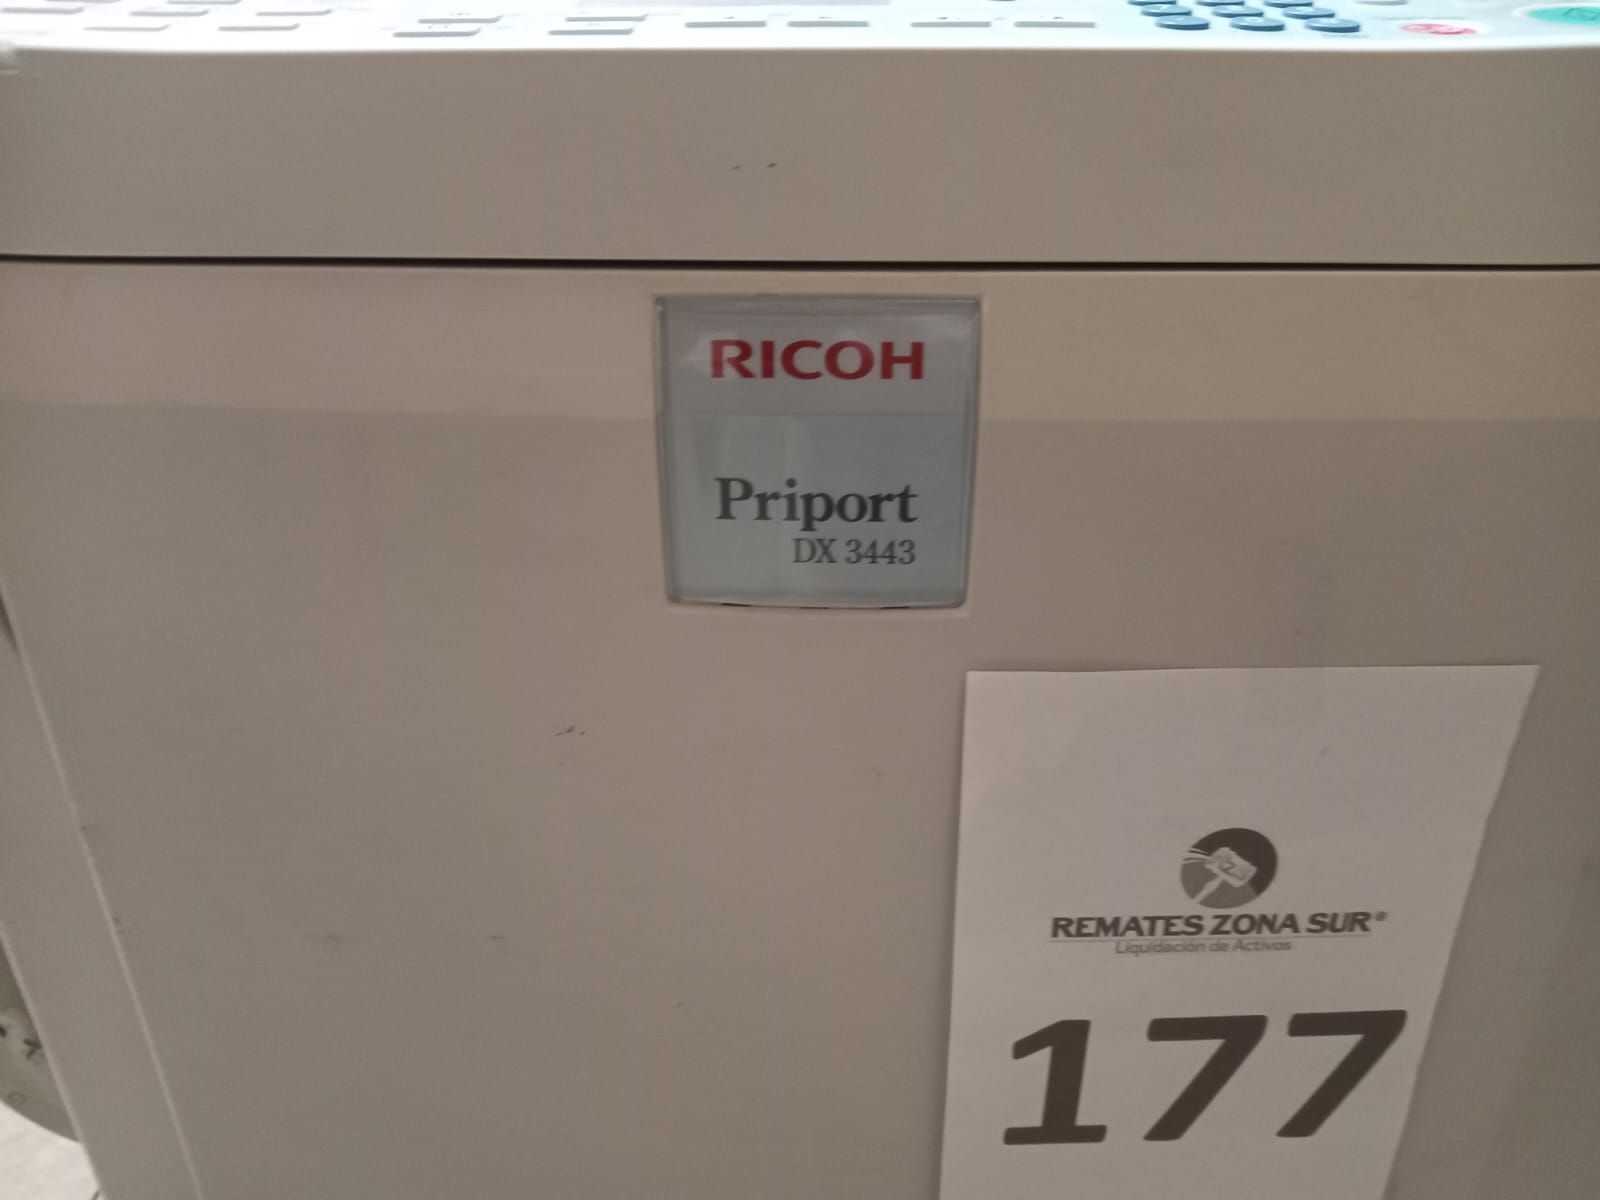 RICOH
Priport
DX 3443
REMATES ZONA SUR®
Liquidación de Activos
177